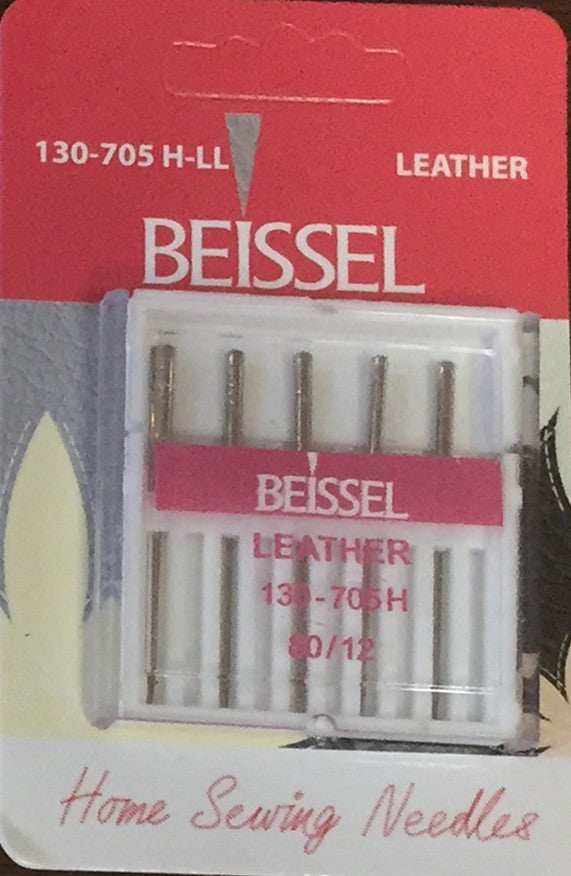 130-705 H-LL LEATHER
BEISSEL
BEISSEL
LEATHER
130-705H
80/12
Home Sewing Needles